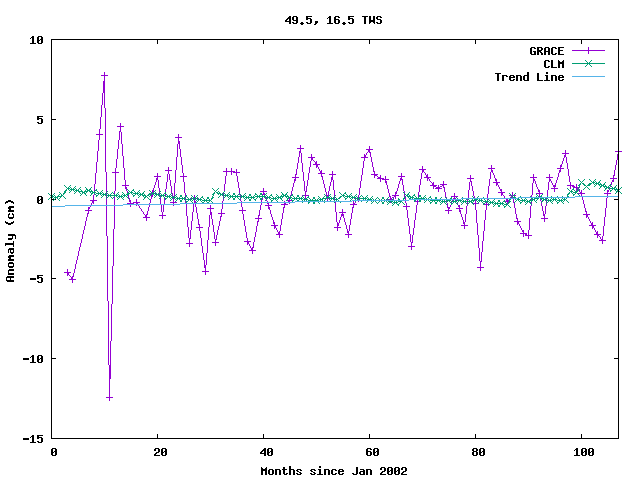 49.5, 16.5 TWS
GRACE
CLM
Trend Line
10
5
0
-5
-10
-15
Anomaly (cm)
0 20 40 60 80 100
Months since Jan 2002